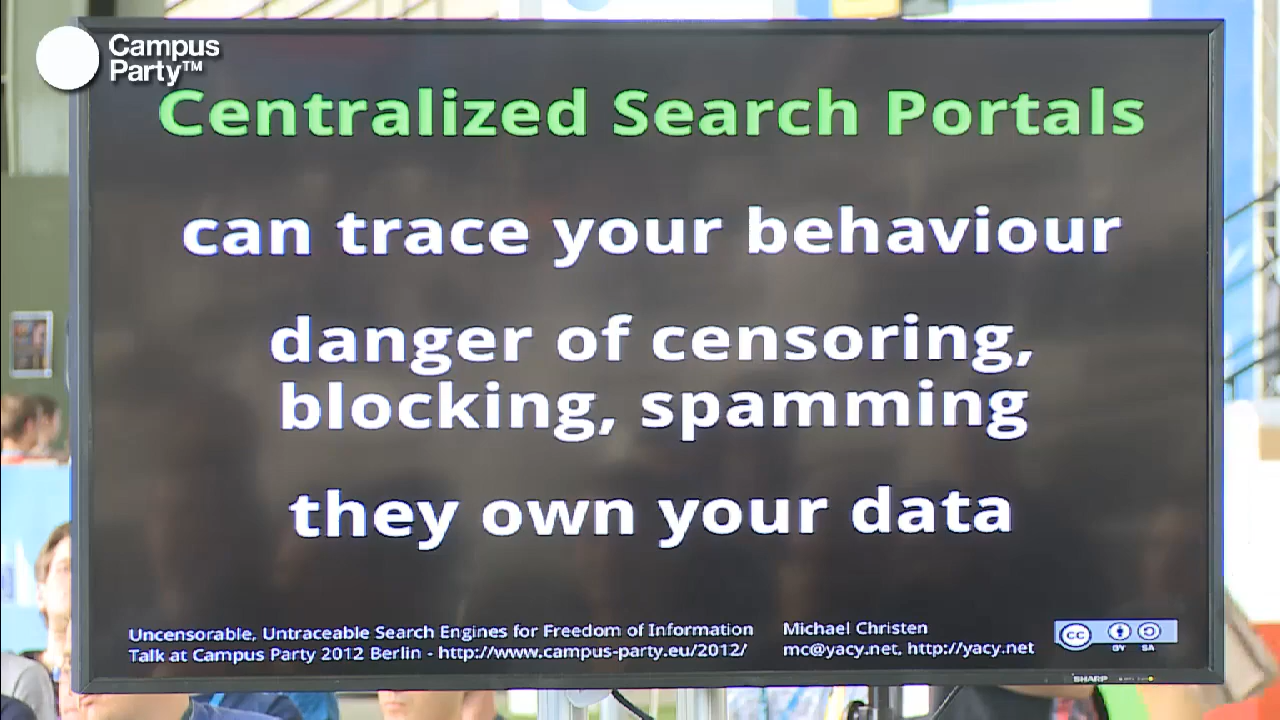 Campus
Party™
Centralized Search Portals
can trace your behaviour
danger of censoring,
blocking, spamming
they own your data
Uncensorable, Untraceable Search Engines for Freedom of Information
Talk at Campus Party 2012 Berlin - http://www.campus-party.eu/2012/
Michael Christen
mc@yacy.net, http://yacy.net
cc
BY SA
SHARP